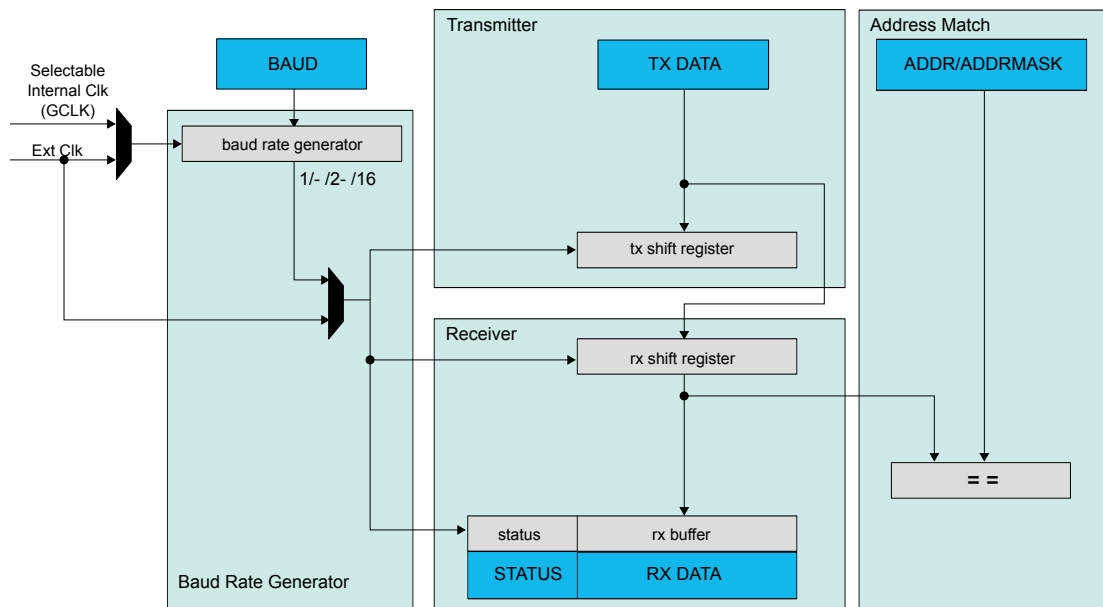 Transmitter
Address Match
BAUD
TX DATA
ADDR/ADDRMASK
Selectable
Internal Clk
(GCLK)
Ext Clk
baud rate generator
1/- /2- /16
tx shift register
Receiver
rx shift register
= =
status
rx buffer
STATUS
RX DATA
Baud Rate Generator